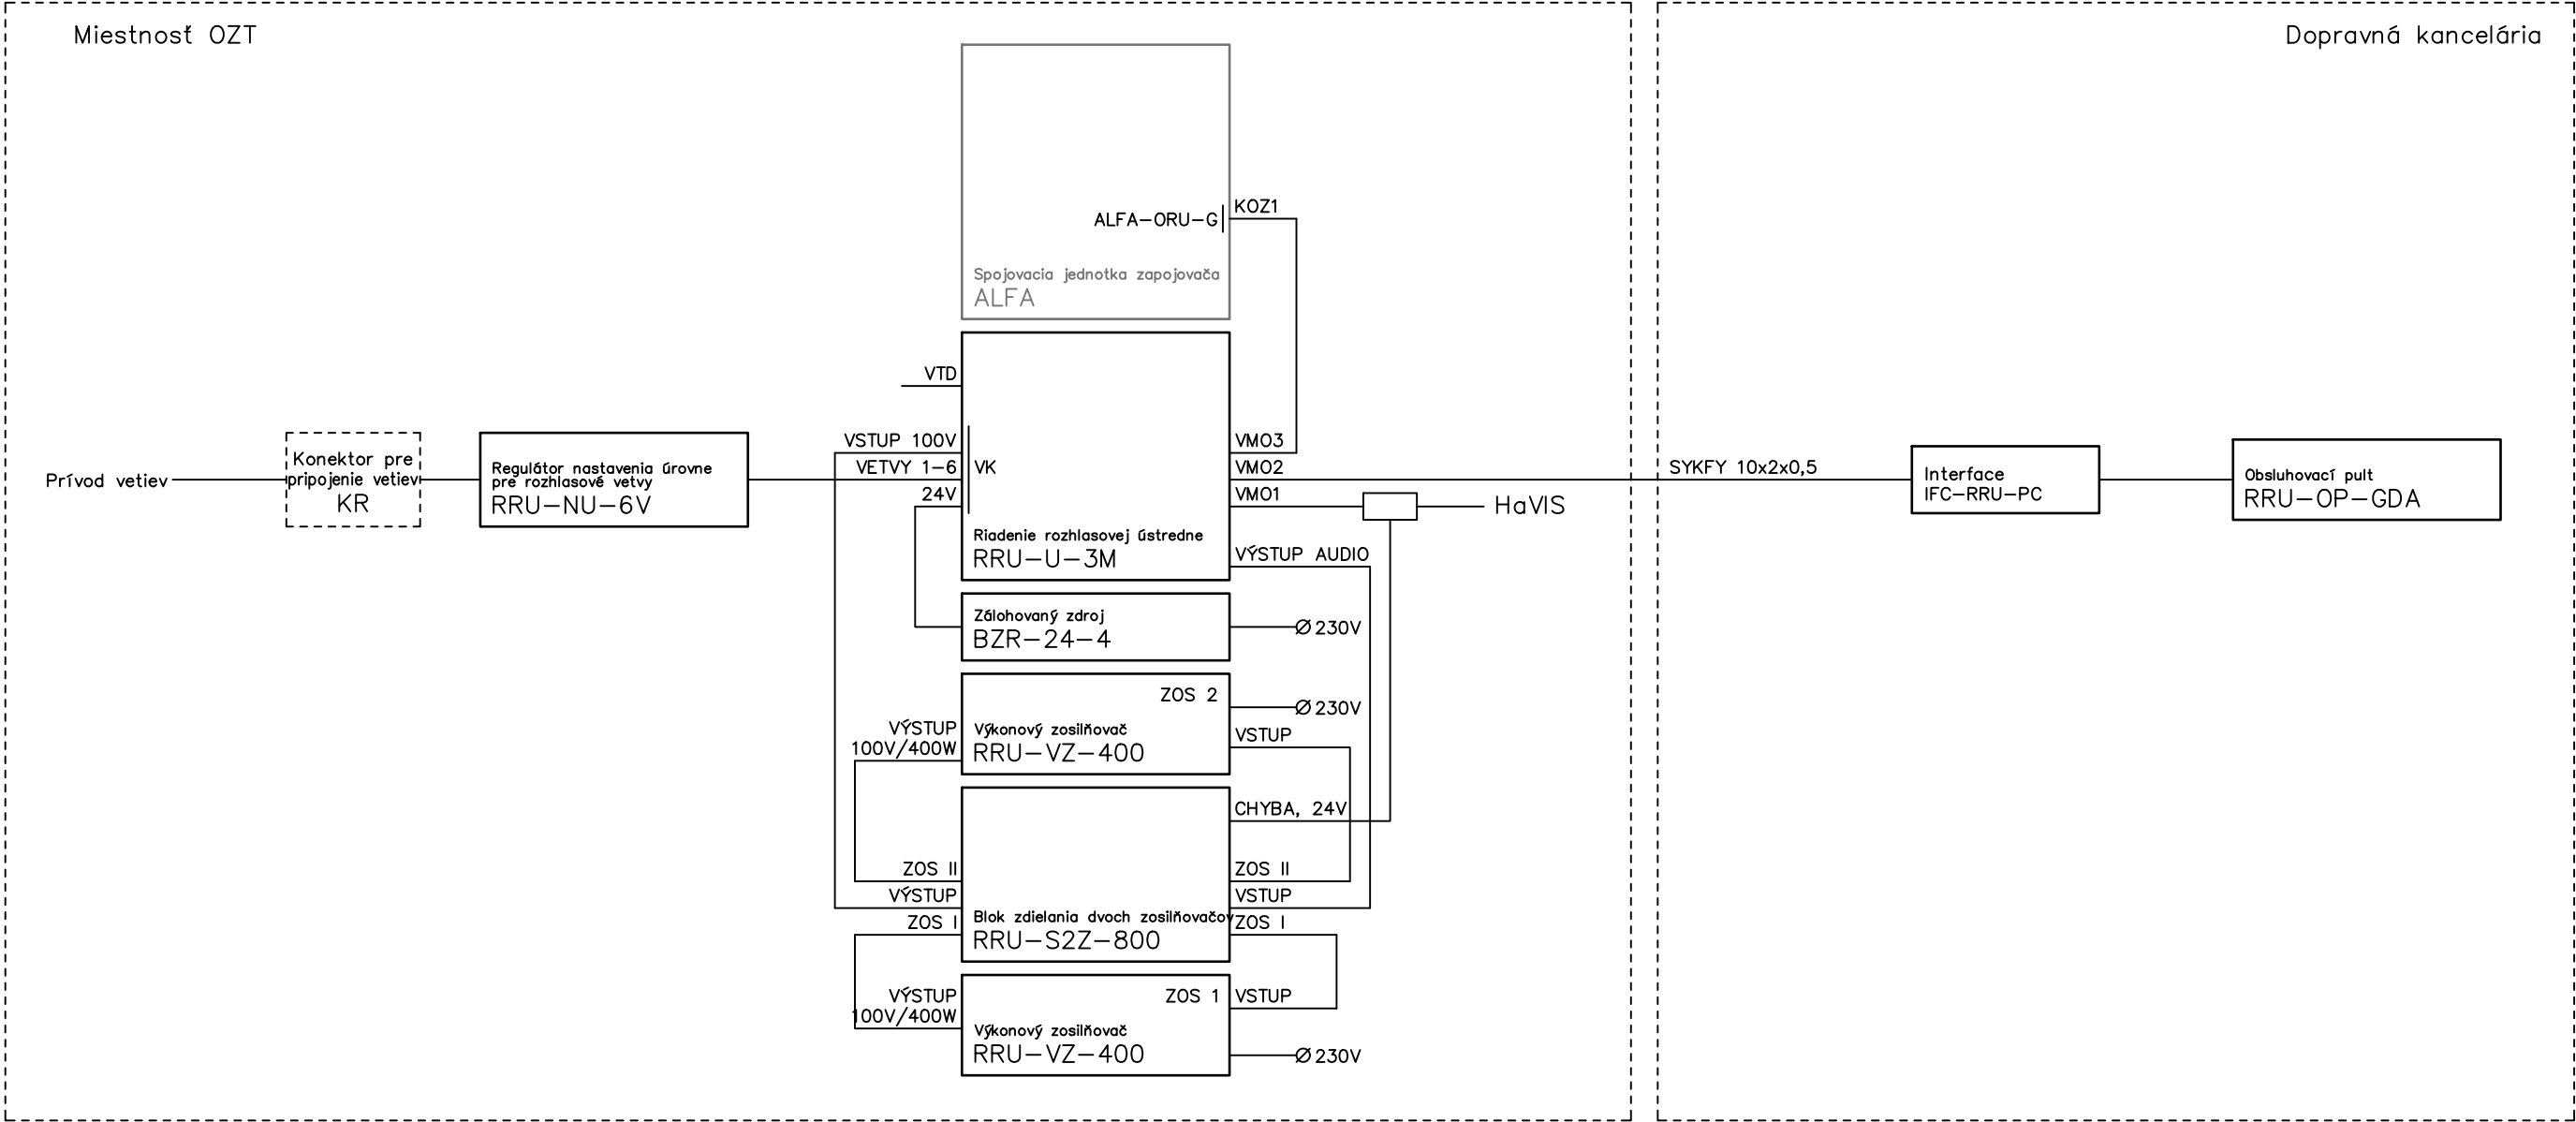 Miestnosť OZT
Dopravná kancelária
KOZ1
ALFA-ORU-G
Spojovacia jednotka zapojovača
ALFA
VTD
VSTUP 100V
VETVY 1-6
24V
VK
VMO3
VMO2
VMO1
SYKFY 10x2x0,5
HaVIS
Prívod vetiev
Konektor pre
pripojenie vetiev
KR
Regulátor nastavenia úrovne
pre rozhlasové vetvy
RRU-NU-6V
Interface
IFC-RRU-PC
Obsluhovací pult
RRU-OP-GDA
Riadenie rozhlasovej ústredne
RRU-U-3M
VÝSTUP AUDIO
Zálohovaný zdroj
BZR-24-4
230V
ZOS 2
230V
VÝSTUP
100V/400W
Výkonový zosilňovač
RRU-VZ-400
VSTUP
CHYBA, 24V
ZOS II
ZOS II
VÝSTUP
VSTUP
ZOS I
Blok zdielania dvoch zosilňovačov
RRU-S2Z-800
ZOS I
VÝSTUP
100V/400W
ZOS 1
VSTUP
Výkonový zosilňovač
RRU-VZ-400
230V